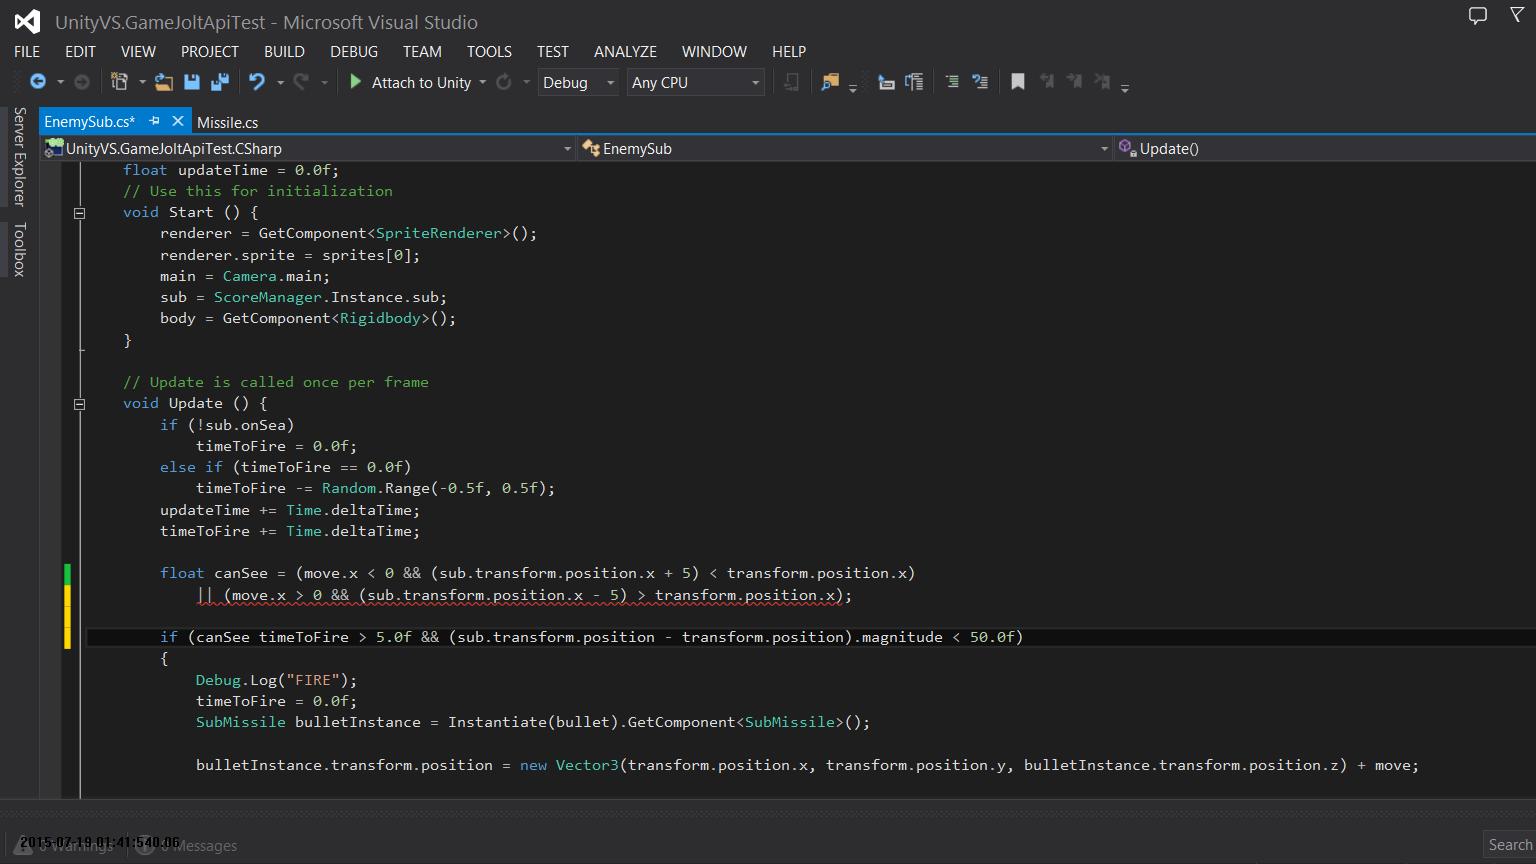 UnityVS.GameJoltApiTest - Microsoft Visual Studio
FILE EDIT VIEW PROJECT BUILD DEBUG TEAM TOOLS TEST ANALYZE WINDOW HELP
Attach to Unity Debug Any CPU
Server Explorer
Toolbox
EnemySub.cs* Missile.cs
UnityVS.GameJoltApiTest.CSharp EnemySub Update()
float updateTime = 0.0f;
// Use this for initialization
void Start () {
renderer = GetComponent<SpriteRenderer>();
renderer.sprite = sprites[0];
main = Camera.main;
sub = ScoreManager.Instance.sub;
body = GetComponent<Rigidbody>();
}
// Update is called once per frame
void Update () {
if (!sub.onSea)
timeToFire = 0.0f;
else if (timeToFire == 0.0f)
timeToFire -= Random.Range(-0.5f, 0.5f);
updateTime += Time.deltaTime;
timeToFire += Time.deltaTime;
float canSee = (move.x < 0 && (sub.transform.position.x + 5) < transform.position.x)
|| (move.x > 0 && (sub.transform.position.x - 5) > transform.position.x);
if (canSee timeToFire > 5.0f && (sub.transform.position - transform.position).magnitude < 50.0f)
{
Debug.Log("FIRE");
timeToFire = 0.0f;
SubMissile bulletInstance = Instantiate(bullet).GetComponent<SubMissile>();
bulletInstance.transform.position = new Vector3(transform.position.x, transform.position.y, bulletInstance.transform.position.z) + move;
0 Warnings 0 Messages
Search